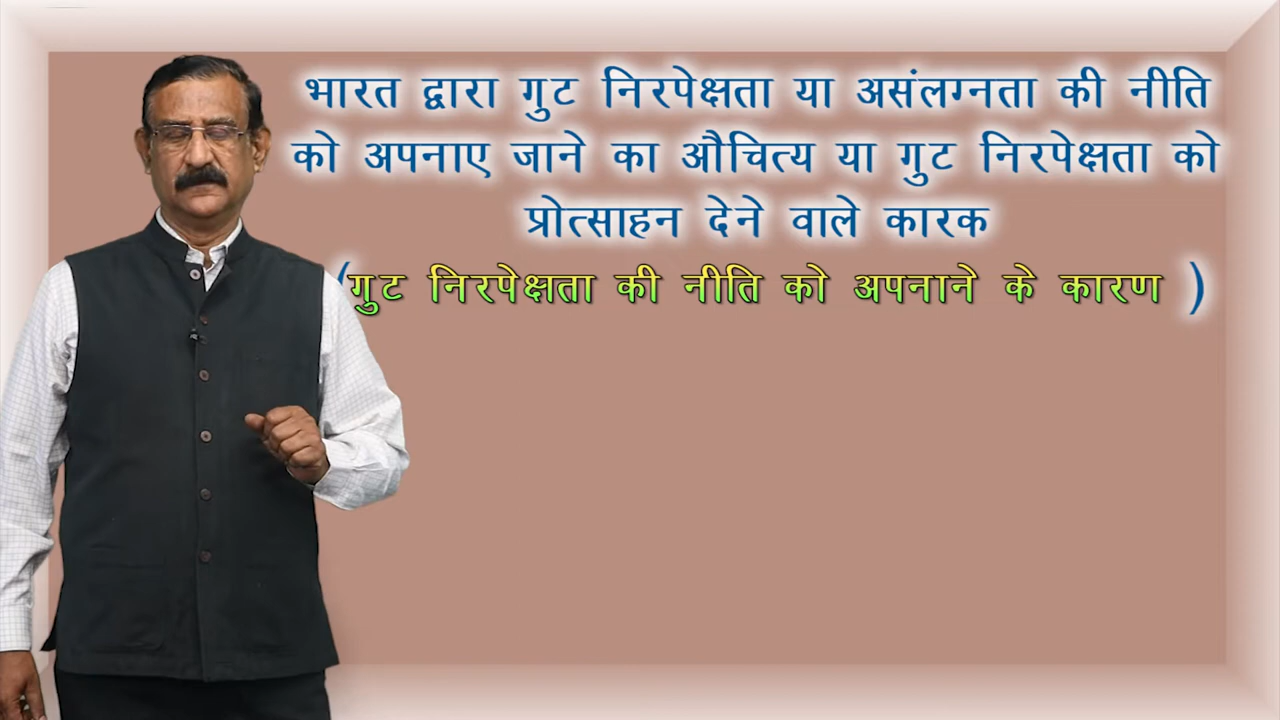 भारत द्वारा गुट निरपेक्षता या असंलग्नता की नीति
को अपनाए जाने का औचित्य या गुट निरपेक्षता को
प्रोत्साहन देने वाले कारक
(गुट निरपेक्षता की नीति को अपनाने के कारण )